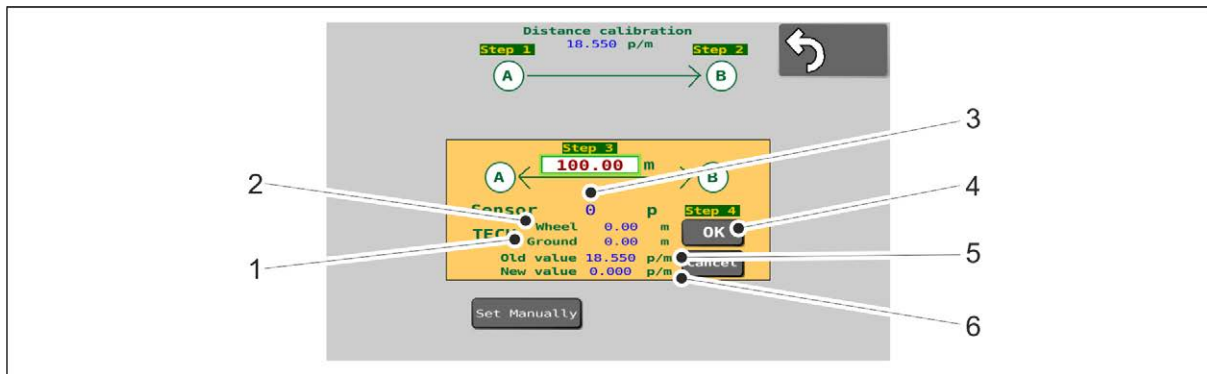 Distance calibration
18.550 p/m
Step 1
Step 2
A
B
Step 3
100.00 m
A
B
Sensor 0 p
Step 4
Wheel 0.00 m
OK
Ground 0.00 m
Old value 18.550 p/m
Cancel
New value 0.000 p/m
Set Manually
1
2
3
4
5
6